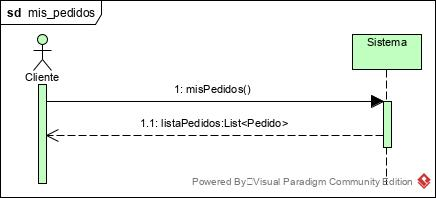 sd mis_pedidos
Cliente
Sistema
1: misPedidos()
1.1: listaPedidos:List<Pedido>
Powered By Visual Paradigm Community Edition